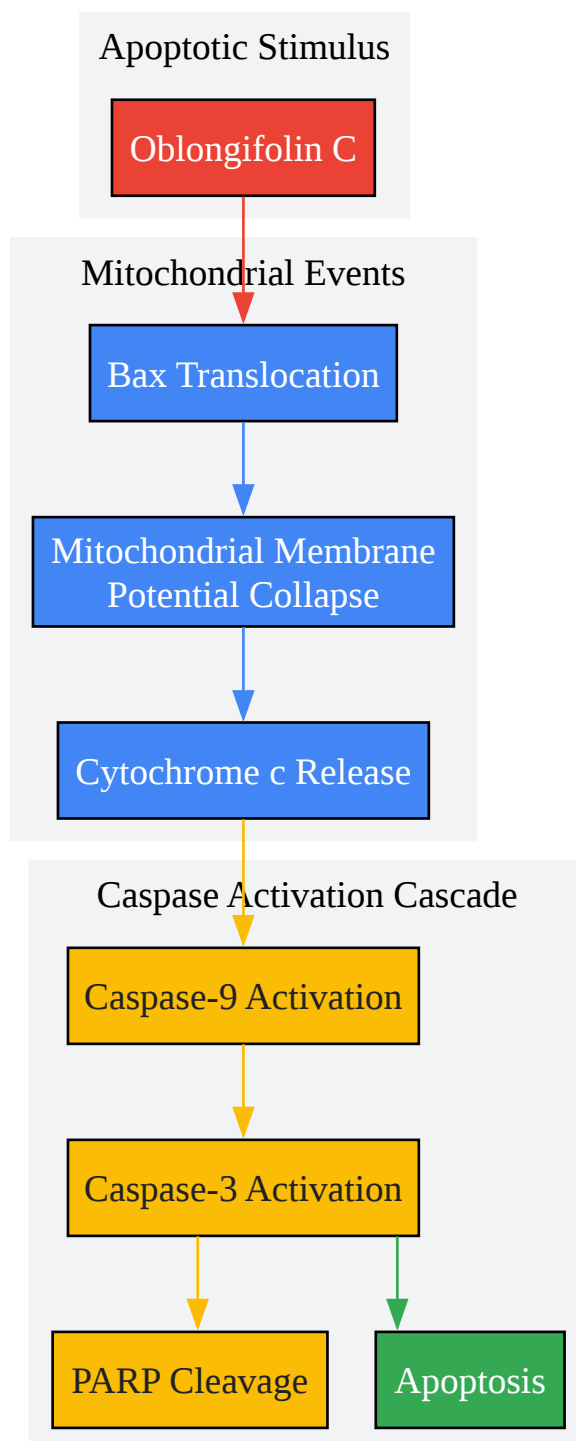 Apoptotic Stimulus
Oblongifolin C
Mitochondrial Events
Bax Translocation
Mitochondrial Membrane
Potential Collapse
Cytochrome c Release
Caspase Activation Cascade
Caspase-9 Activation
Caspase-3 Activation
PARP Cleavage
Apoptosis